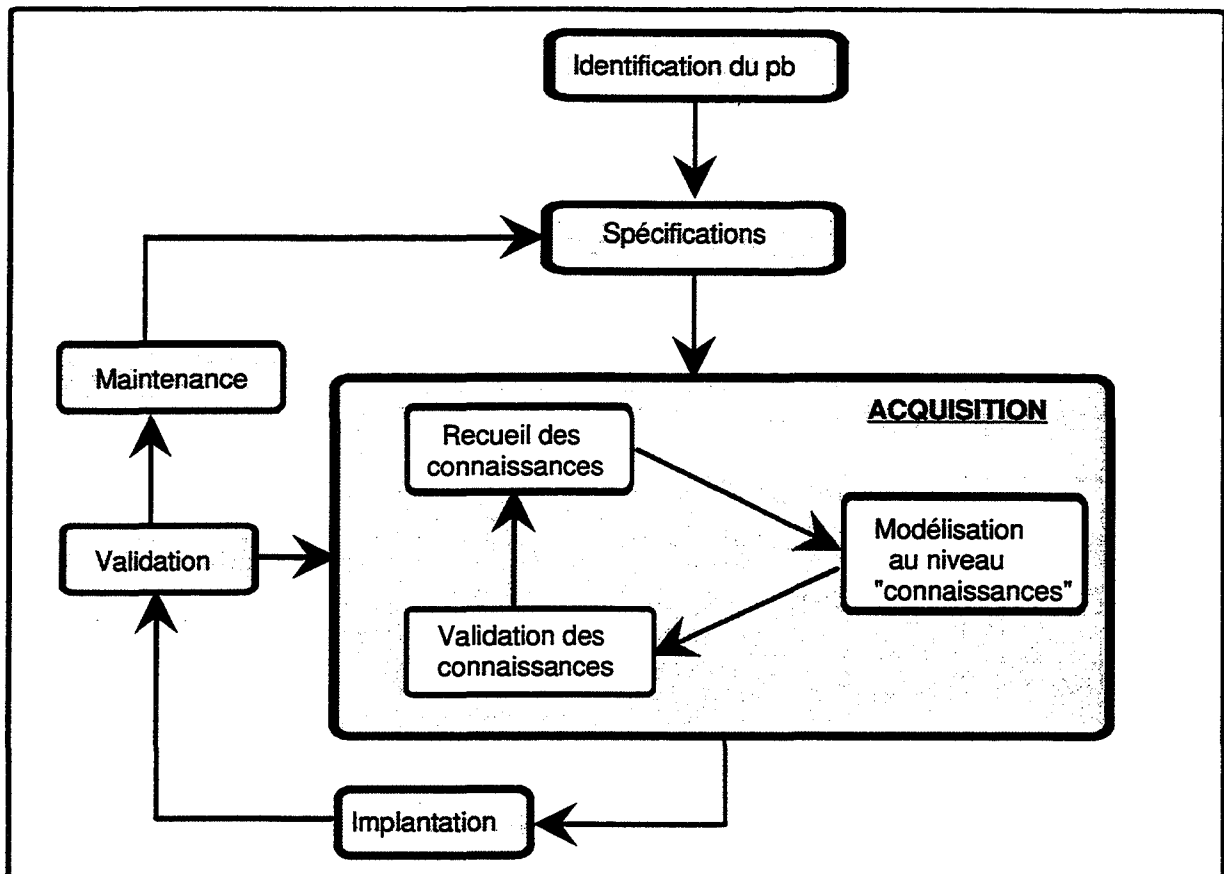 Identification du pb
Spécifications
Maintenance
ACQUISITION
Recueil des
connaissances
Modélisation
au niveau
"connaissances"
Validation
Validation des
connaissances
Implantation